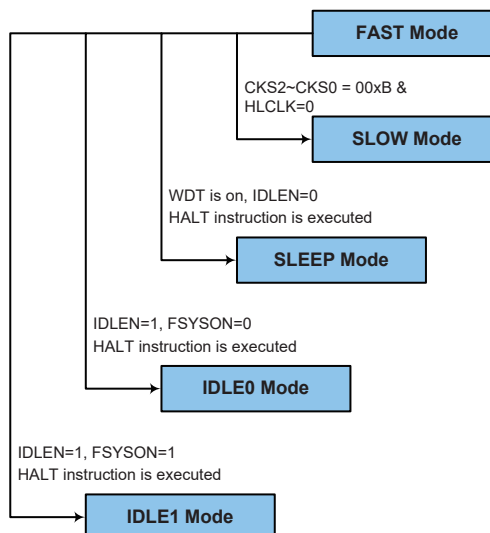 FAST Mode
CKS2~CKS0 = 00xB &
HLCLK=0
SLOW Mode
WDT is on, IDLEN=0
HALT instruction is executed
SLEEP Mode
IDLEN=1, FSYSON=0
HALT instruction is executed
IDLE0 Mode
IDLEN=1, FSYSON=1
HALT instruction is executed
IDLE1 Mode